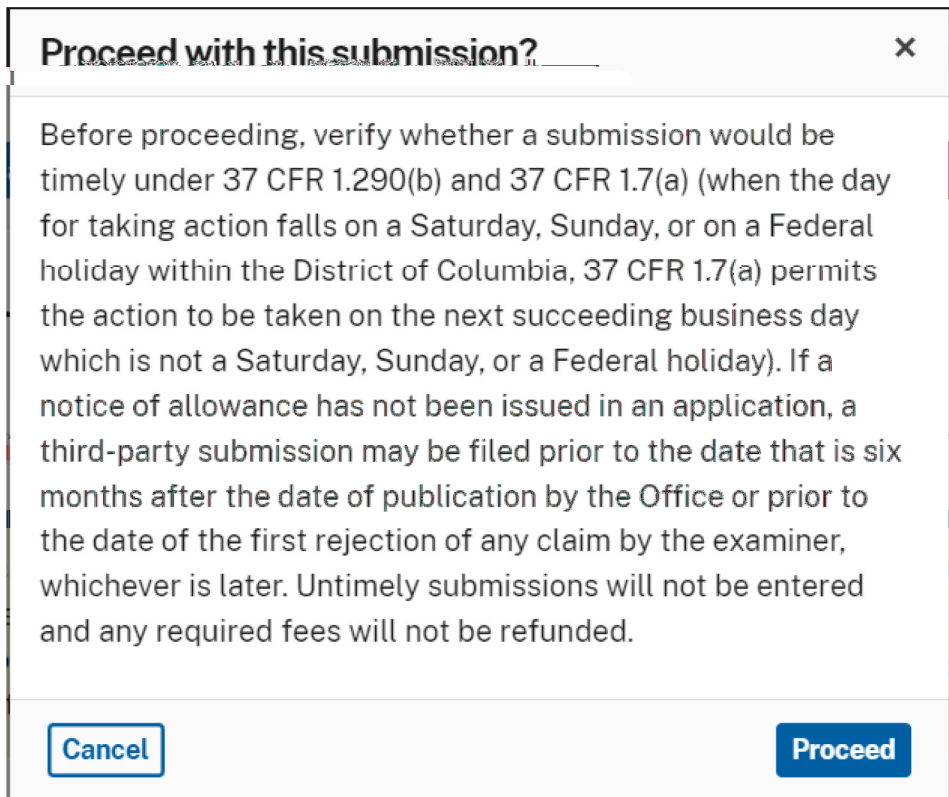 Proceed with this submission?
×
Before proceeding, verify whether a submission would be
timely under 37 CFR 1.290(b) and 37 CFR 1.7(a) (when the day
for taking action falls on a Saturday, Sunday, or on a Federal
holiday within the District of Columbia, 37 CFR 1.7(a) permits
the action to be taken on the next succeeding business day
which is not a Saturday, Sunday, or a Federal holiday). If a
notice of allowance has not been issued in an application, a
third-party submission may be filed prior to the date that is six
months after the date of publication by the Office or prior to
the date of the first rejection of any claim by the examiner,
whichever is later. Untimely submissions will not be entered
and any required fees will not be refunded.
Cancel
Proceed